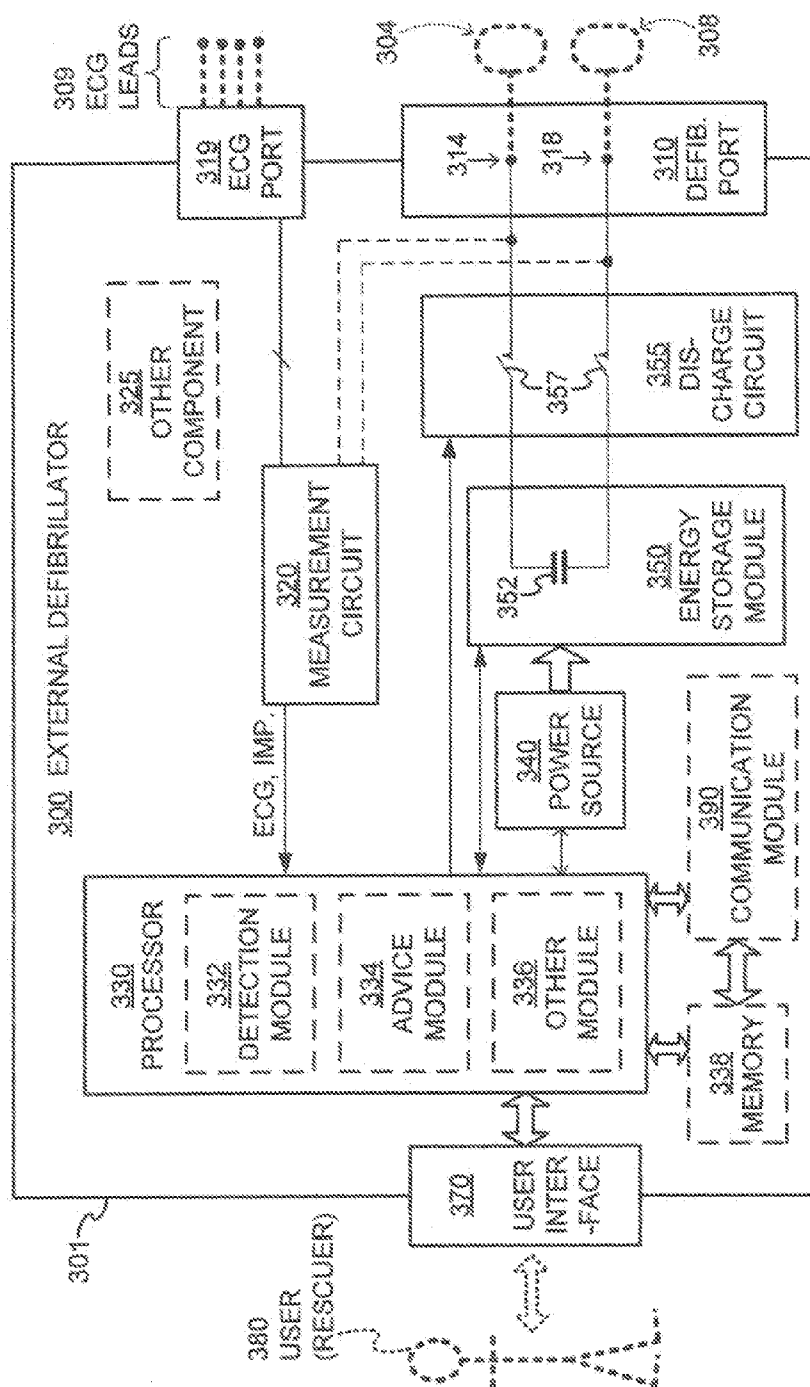 300 EXTERNAL DEFIBRILLATOR
301
309
ECG
LEADS
319
ECG
PORT
325
OTHER
COMPONENT
320
MEASUREMENT
CIRCUIT
ECG, IMP.
330
PROCESSOR
332
DETECTION
MODULE
334
ADVICE
MODULE
336
OTHER
MODULE
380
USER
(RESCUER)
370
USER
INTER
-FACE
338
MEMORY
390
COMMUNICATION
MODULE
340
POWER
SOURCE
350
ENERGY
STORAGE
MODULE
352
355
DIS-
CHARGE
CIRCUIT
357
310
DEFIB.
PORT
314
318
304
308